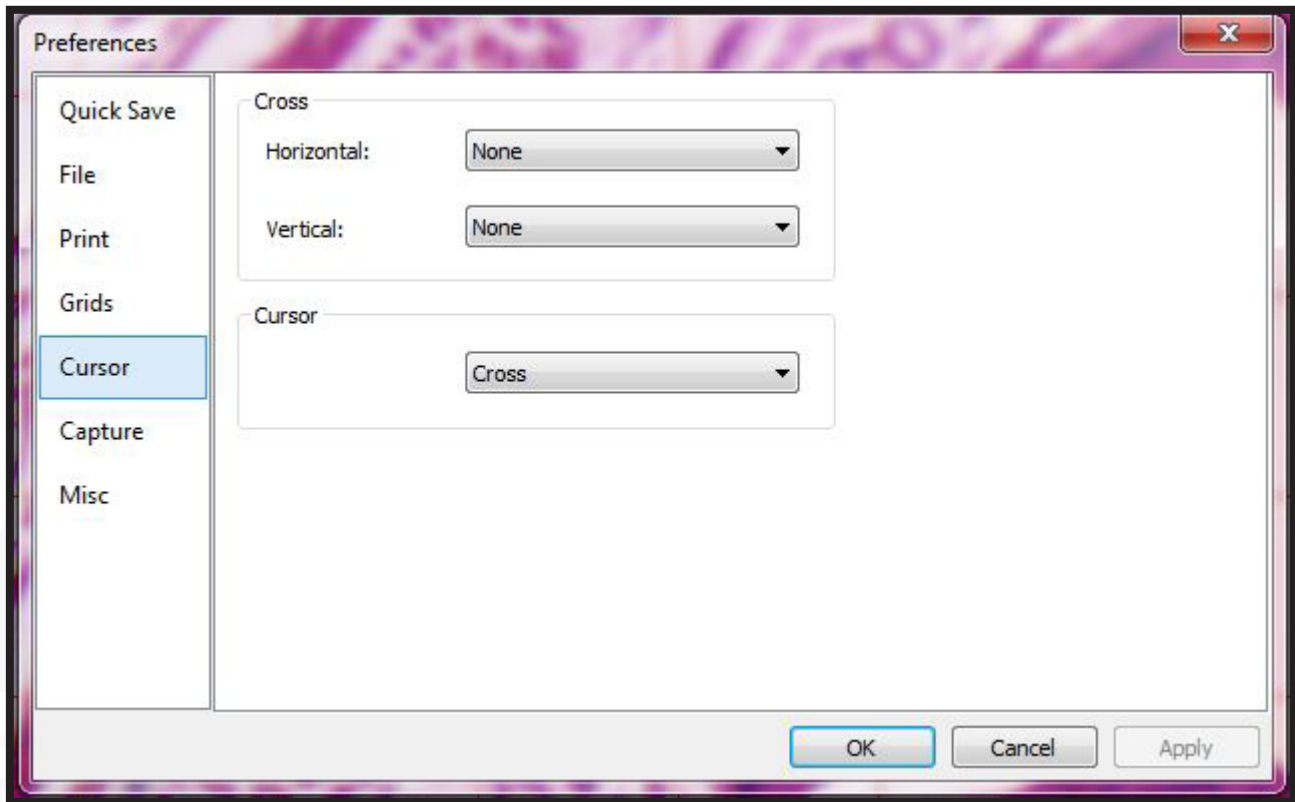 Preferences
Quick Save
File
Print
Grids
Cursor
Capture
Misc
Cross
Horizontal: None
Vertical: None
Cursor
Cross
OK Cancel Apply